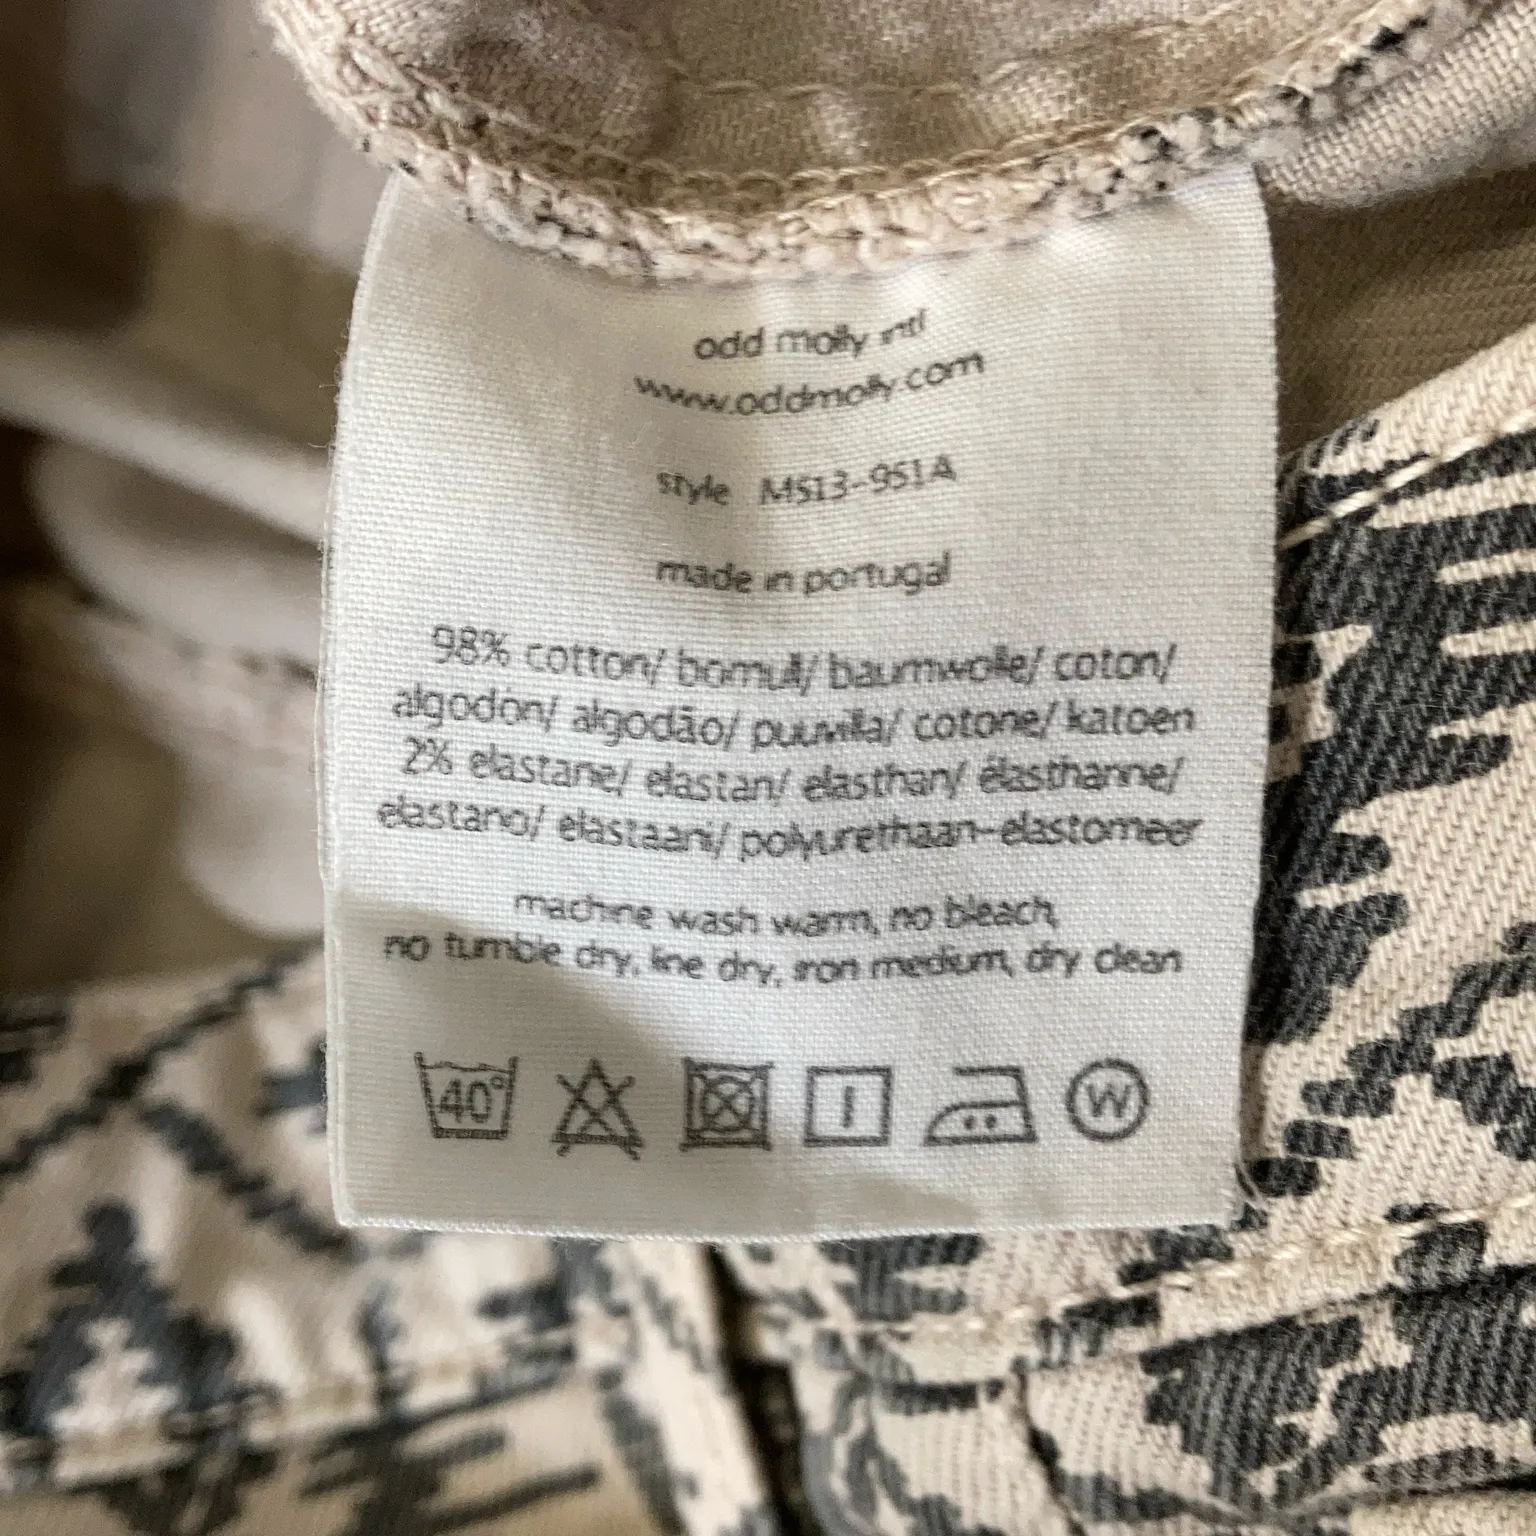 odd molly intl
www.oddmolly.com
style MS13-951A
made in portugal
98% cotton/ bomull/ baumwolle/ coton/
algodón/ algodão/ puuvilla/ cotone/ katoen
2% elastane/ elastan/ elasthan/ élasthanne/
elastano/ elastaani/ polyurethaan-elastomeer
machine wash warm, no bleach,
no tumble dry, line dry, iron medium, dry clean
40° W